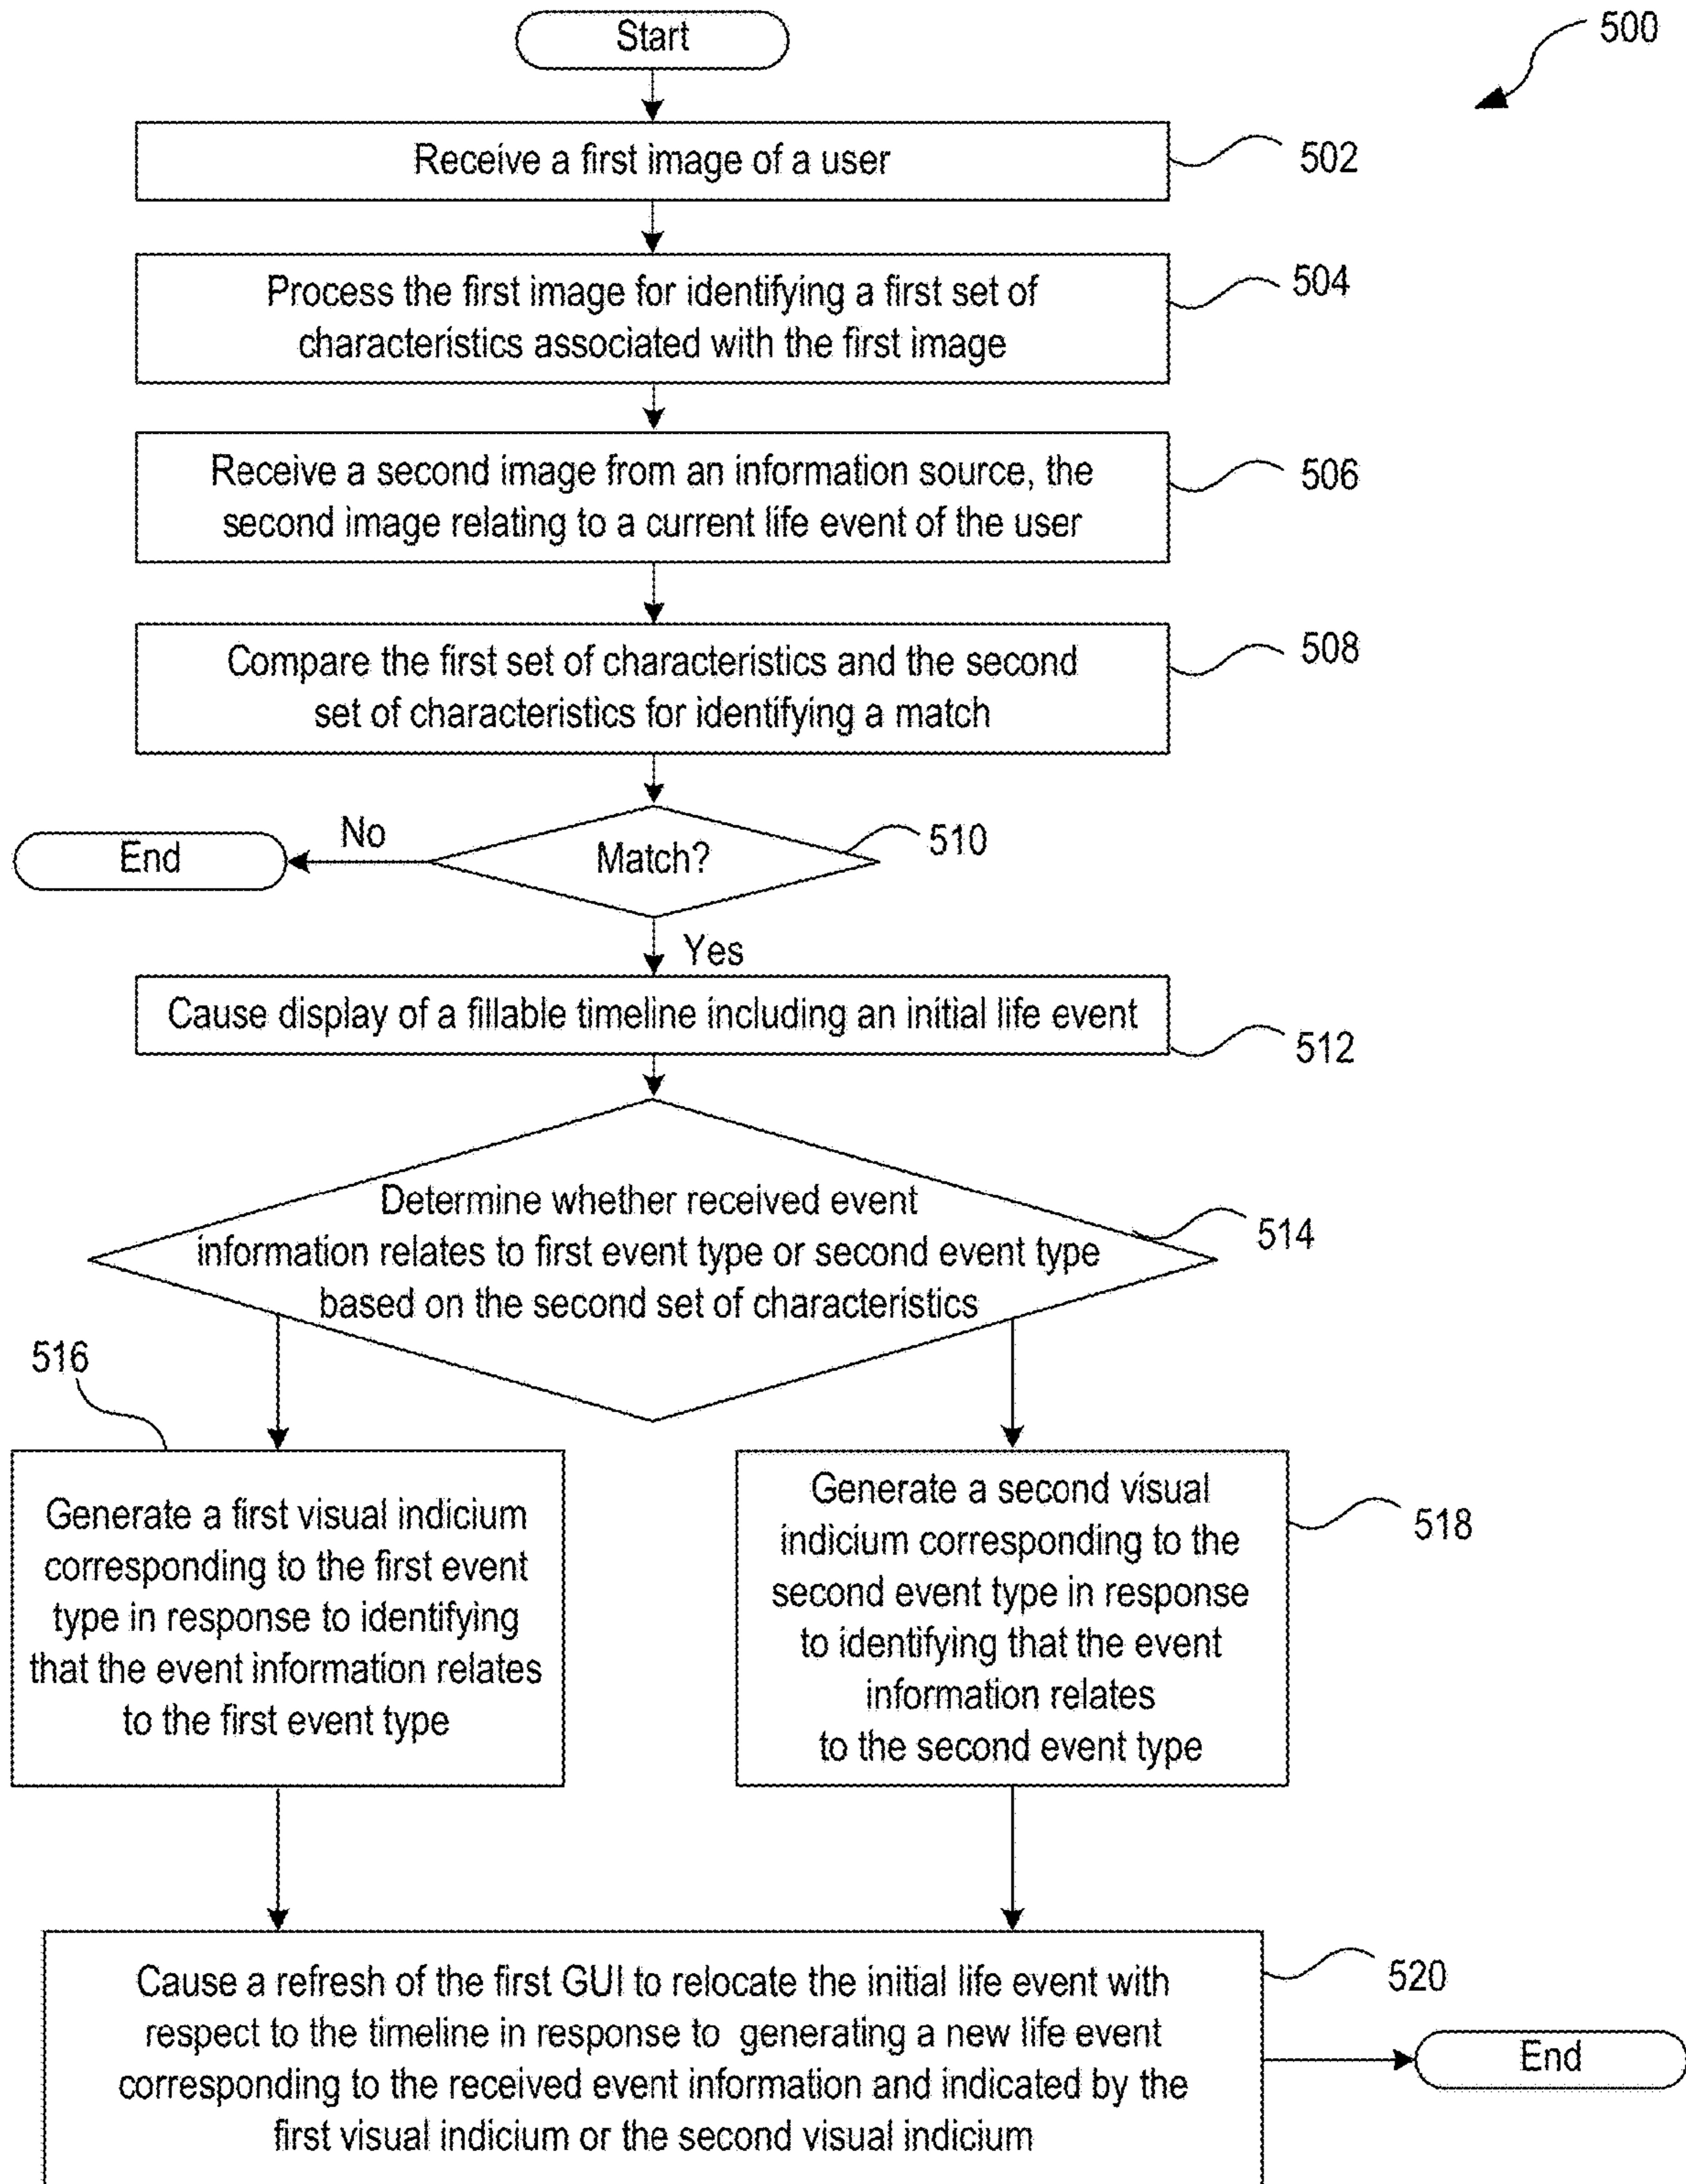 Start
500
Receive a first image of a user
502
Process the first image for identifying a first set of
characteristics associated with the first image
504
Receive a second image from an information source, the
second image relating to a current life event of the user
506
Compare the first set of characteristics and the second
set of characteristics for identifying a match
508
Match?
510
No
End
Yes
Cause display of a fillable timeline including an initial life event
512
Determine whether received event
information relates to first event type or second event type
based on the second set of characteristics
514
516
Generate a first visual indicium
corresponding to the first event
type in response to identifying
that the event information relates
to the first event type
Generate a second visual
indicium corresponding to the
second event type in response
to identifying that the event
information relates
to the second event type
518
Cause a refresh of the first GUI to relocate the initial life event with
respect to the timeline in response to generating a new life event
corresponding to the received event information and indicated by the
first visual indicium or the second visual indicium
520
End